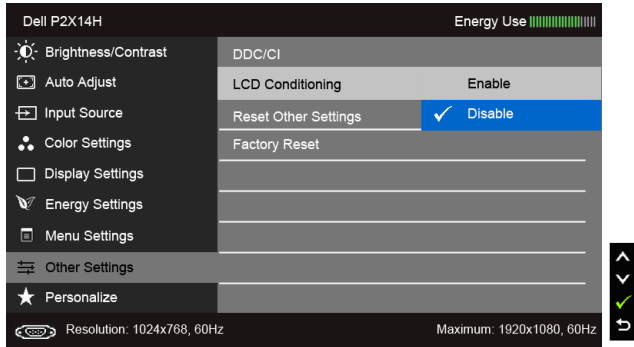 Dell P2X14H Energy Use
Brightness/Contrast DDC/CI
Auto Adjust LCD Conditioning Enable
Input Source Reset Other Settings Disable
Color Settings Factory Reset
Display Settings
Energy Settings
Menu Settings
Other Settings
Personalize
Resolution: 1024x768, 60Hz Maximum: 1920x1080, 60Hz